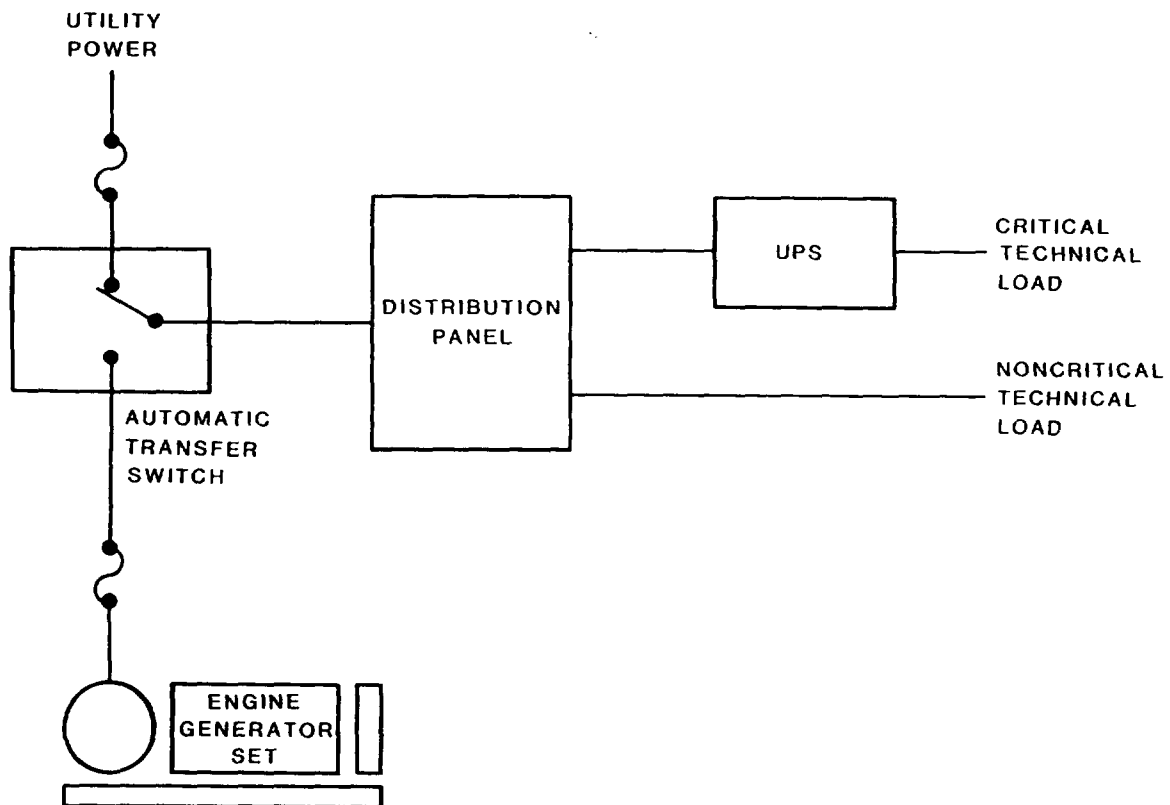 UTILITY
POWER
UPS
CRITICAL
TECHNICAL
LOAD
DISTRIBUTION
PANEL
NONCRITICAL
TECHNICAL
LOAD
AUTOMATIC
TRANSFER
SWITCH
ENGINE
GENERATOR
SET